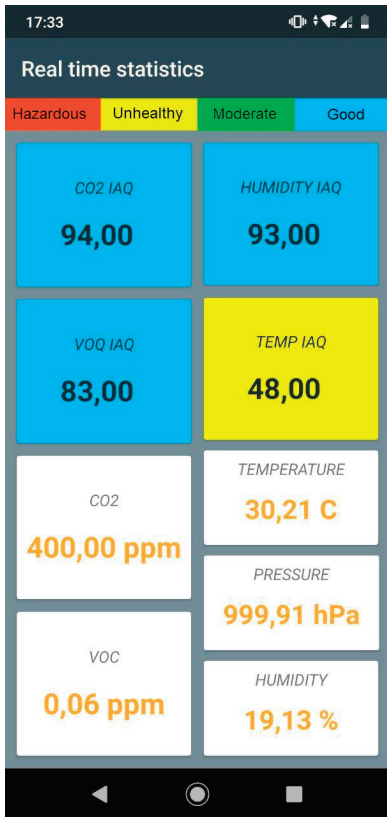 17:33
Real time statistics
Hazardous Unhealthy Moderate Good
CO2 IAQ
94,00
HUMIDITY IAQ
93,00
VOQ IAQ
83,00
TEMP IAQ
48,00
CO2
400,00 ppm
TEMPERATURE
30,21 C
PRESSURE
999,91 hPa
VOC
0,06 ppm
HUMIDITY
19,13 %